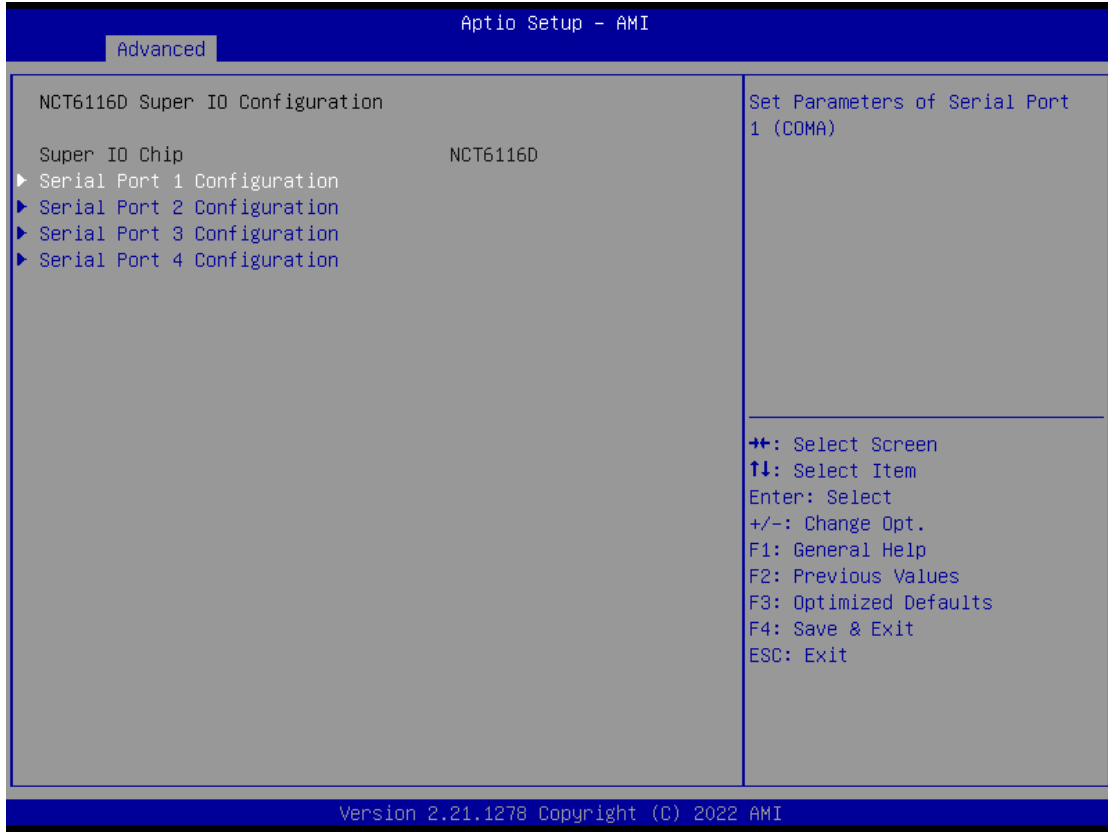 Aptio Setup – AMI
Advanced
NCT6116D Super IO Configuration
Super IO Chip NCT6116D
Serial Port 1 Configuration
Serial Port 2 Configuration
Serial Port 3 Configuration
Serial Port 4 Configuration
Set Parameters of Serial Port
1 (COMA)
→←: Select Screen
↑↓: Select Item
Enter: Select
+/-: Change Opt.
F1: General Help
F2: Previous Values
F3: Optimized Defaults
F4: Save & Exit
ESC: Exit
Version 2.21.1278 Copyright (C) 2022 AMI